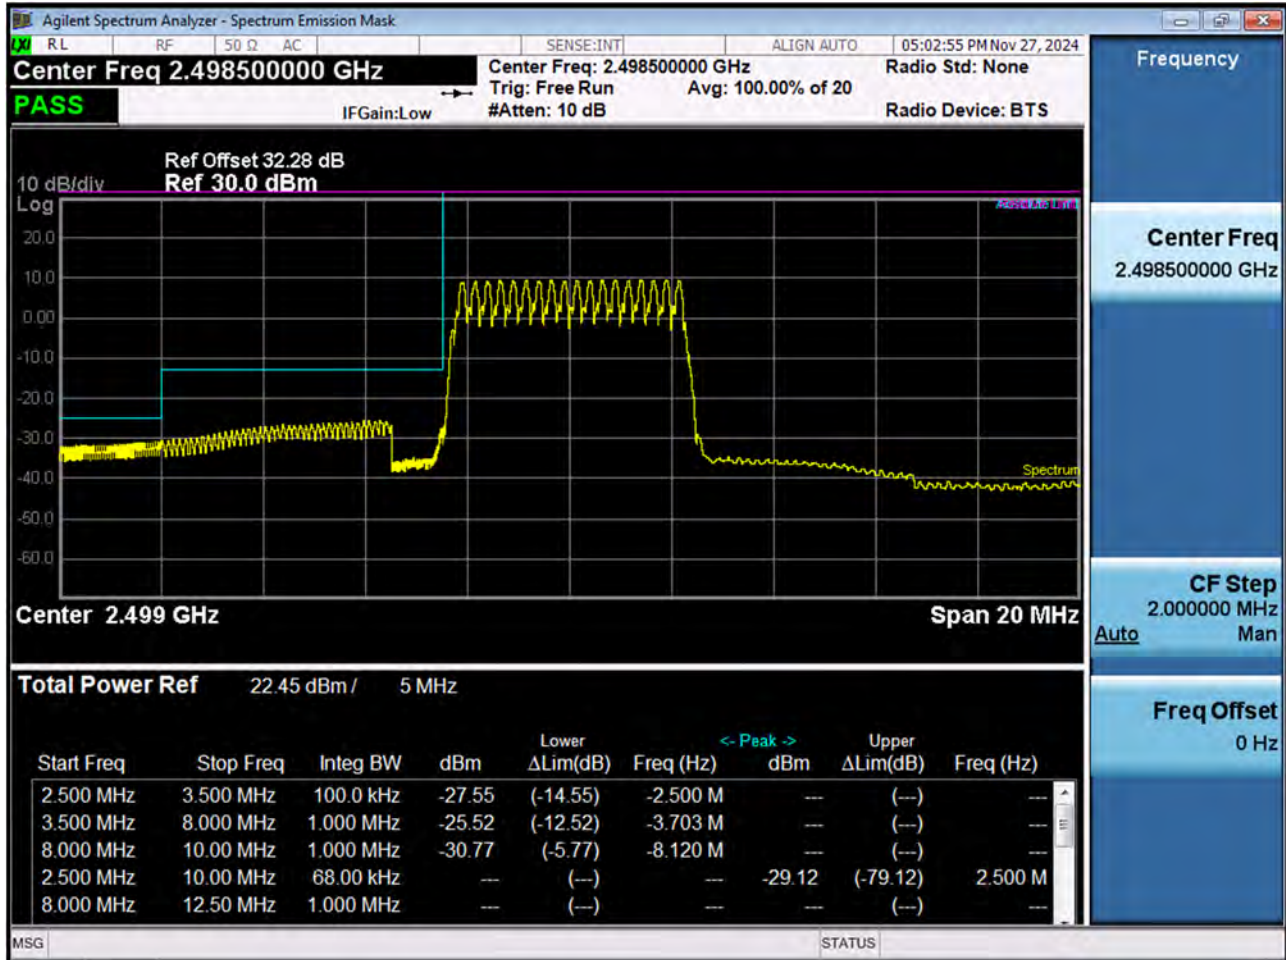 Agilent Spectrum Analyzer - Spectrum Emission Mask
LXI RL RF 50 Ω AC SENSE:INT ALIGN AUTO 05:02:55 PM Nov 27, 2024
Center Freq 2.498500000 GHz Center Freq: 2.498500000 GHz Radio Std: None
Trig: Free Run Avg: 100.00% of 20
PASS IFGain:Low #Atten: 10 dB Radio Device: BTS
Ref Offset 32.28 dB
10 dB/div Ref 30.0 dBm
Log
20.0
10.0
0.00
-10.0
-20.0
-30.0
-40.0
-50.0
-60.0
Spectrum
Center 2.499 GHz Span 20 MHz
Total Power Ref 22.45 dBm / 5 MHz
Lower <- Peak -> Upper
Start Freq Stop Freq Integ BW dBm ΔLim(dB) Freq (Hz) dBm ΔLim(dB) Freq (Hz)
2.500 MHz 3.500 MHz 100.0 kHz -27.55 (-14.55) -2.500 M --- (---) ---
3.500 MHz 8.000 MHz 1.000 MHz -25.52 (-12.52) -3.703 M --- (---) ---
8.000 MHz 10.00 MHz 1.000 MHz -30.77 (-5.77) -8.120 M --- (---) ---
2.500 MHz 10.00 MHz 68.00 kHz --- (---) --- -29.12 (-79.12) 2.500 M
8.000 MHz 12.50 MHz 1.000 MHz --- (---) --- --- (---) ---
MSG STATUS
Frequency
Center Freq
2.498500000 GHz
CF Step
2.000000 MHz
Auto Man
Freq Offset
0 Hz